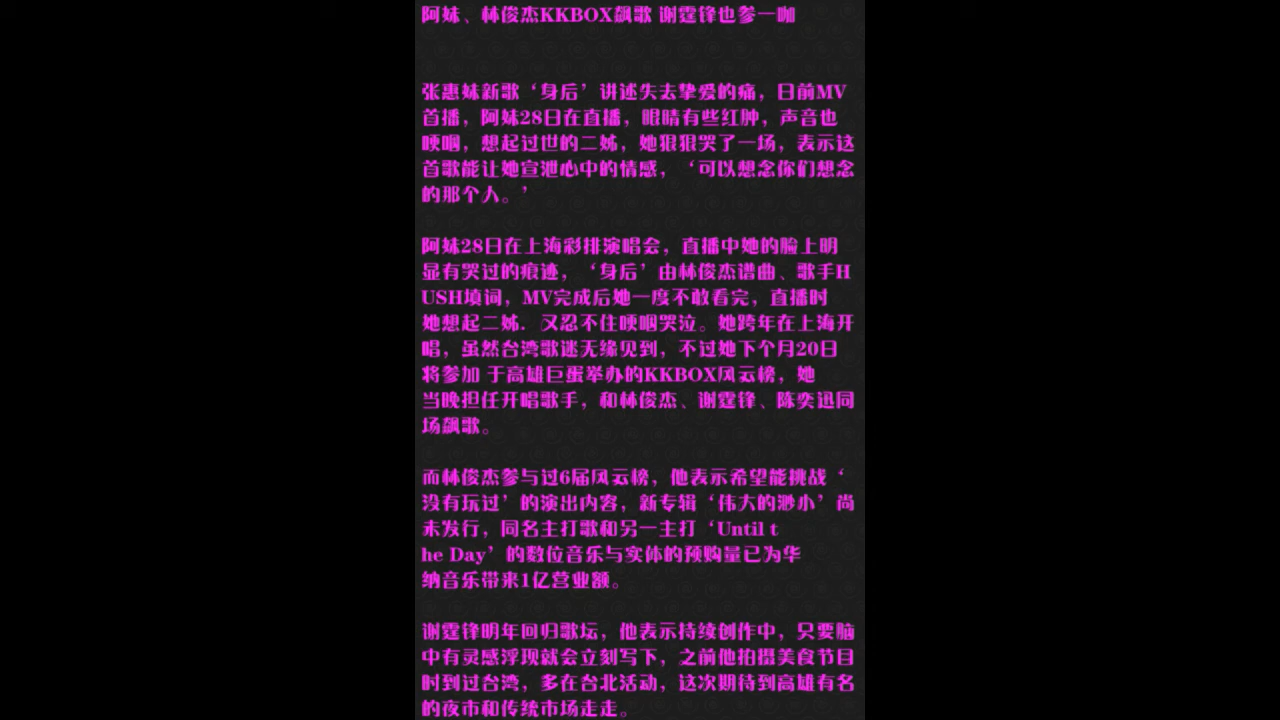 阿妹、林俊杰KKBOX飙歌 谢霆锋也参一咖
张惠妹新歌‘身后’讲述失去挚爱的痛，日前MV
首播，阿妹28日在直播，眼睛有些红肿，声音也
哽咽，想起过世的二姊，她狠狠哭了一场，表示这
首歌能让她宣泄心中的情感，‘可以想念你们想念
的那个人。’
阿妹28日在上海彩排演唱会，直播中她的脸上明
显有哭过的痕迹，‘身后’由林俊杰谱曲、歌手H
USH填词，MV完成后她一度不敢看完，直播时
她想起二姊．又忍不住哽咽哭泣。她跨年在上海开
唱，虽然台湾歌迷无缘见到，不过她下个月20日
将参加 于高雄巨蛋举办的KKBOX风云榜，她
当晚担任开唱歌手，和林俊杰、谢霆锋、陈奕迅同
场飙歌。
而林俊杰参与过6届风云榜，他表示希望能挑战‘
没有玩过’的演出内容，新专辑‘伟大的渺小’尚
未发行，同名主打歌和另一主打‘Until t
he Day’的数位音乐与实体的预购量已为华
纳音乐带来1亿营业额。
谢霆锋明年回归歌坛，他表示持续创作中，只要脑
中有灵感浮现就会立刻写下，之前他拍摄美食节目
时到过台湾，多在台北活动，这次期待到高雄有名
的夜市和传统市场走走。